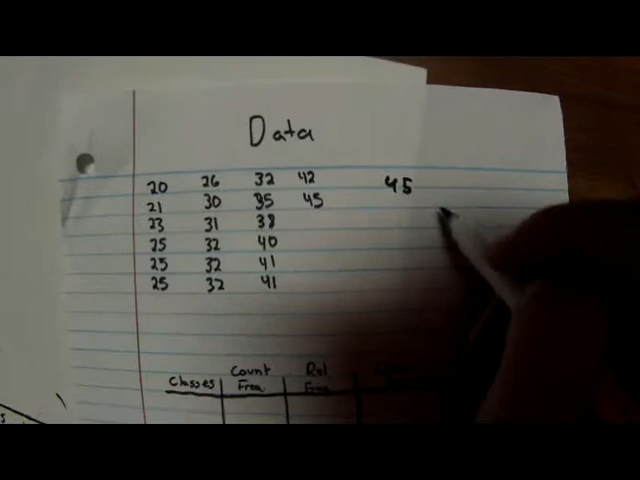 Data
20 26 32 42 45
21 30 35 45
23 31 38
25 32 40
25 32 41
25 32 41
Count Rel
Classes Freq Freq